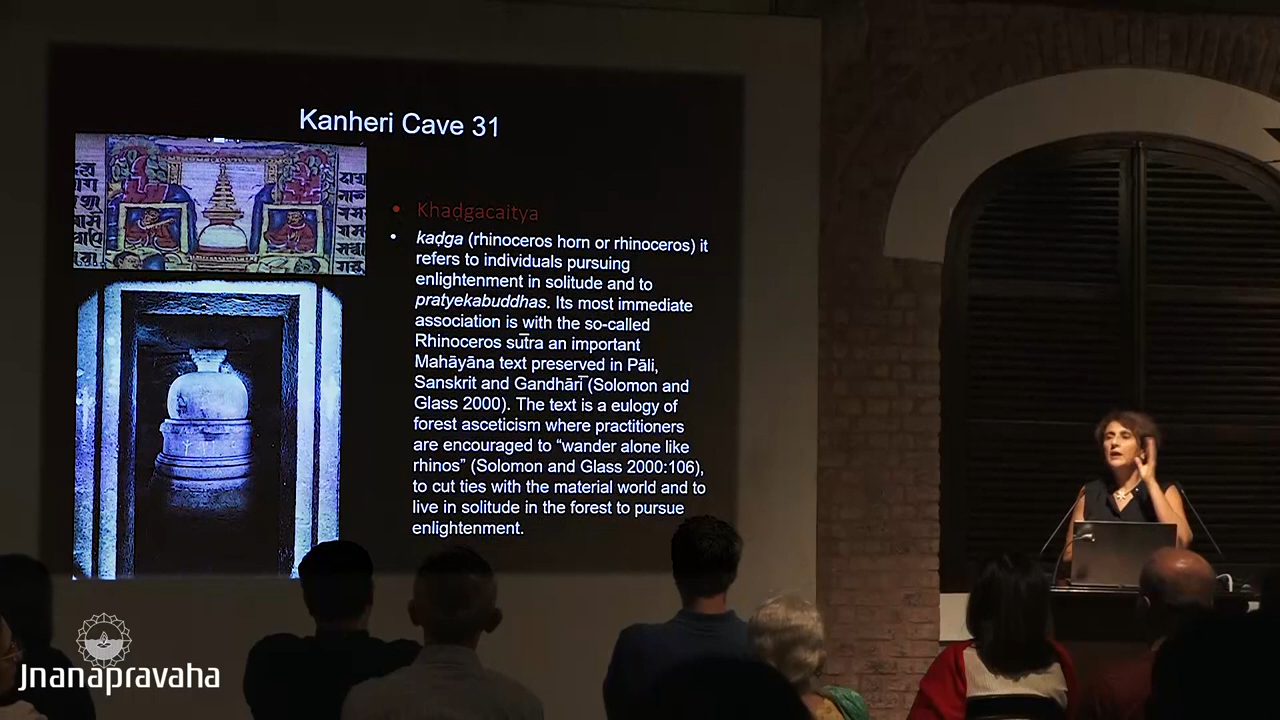 Kanheri Cave 31
• Khaḍgacaitya
• kaḍga (rhinoceros horn or rhinoceros) it
refers to individuals pursuing
enlightenment in solitude and to
pratyekabuddhas. Its most immediate
association is with the so-called
Rhinoceros sūtra an important
Mahāyāna text preserved in Pāli,
Sanskrit and Gandhārī (Solomon and
Glass 2000). The text is a eulogy of
forest asceticism where practitioners
are encouraged to “wander alone like
rhinos” (Solomon and Glass 2000:106),
to cut ties with the material world and to
live in solitude in the forest to pursue
enlightenment.
Jnanapravaha